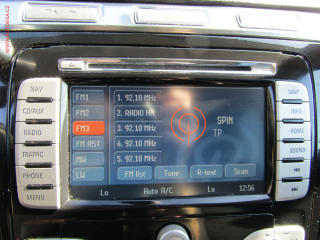 NAV
CD/AUX
RADIO
TRAFFIC
PHONE
MENU
MAP
INFO
HOME
SOUND
FM1
FM2
FM3
FM AST
MW
LW
1. 92.10 MHz
2. RADIO HN
3. 92.10 MHz
4. 92.10 MHz
5. 92.10 MHz
SPIN
TP
FM list
Tune
R-text
Scan
Lo
Auto A/C
Lo
12:56